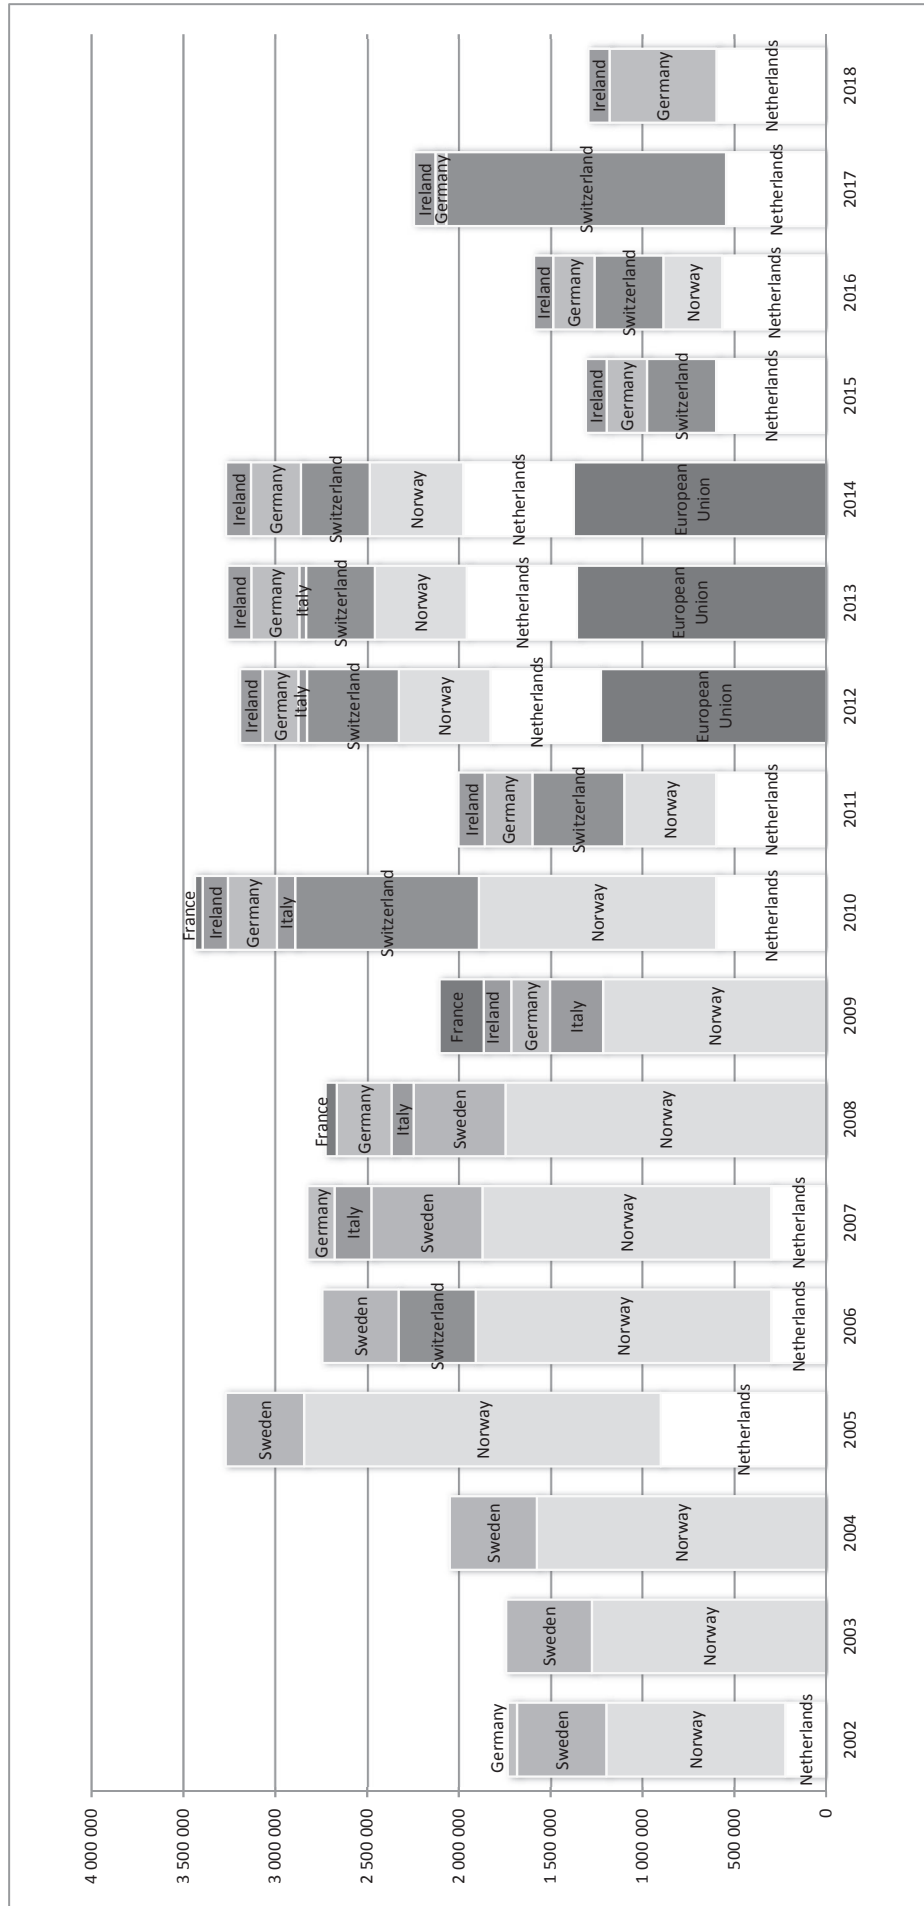 4 000 000
3 500 000
3 000 000
2 500 000
2 000 000
1 500 000
1 000 000
500 000
0
Germany
Sweden
Norway
Netherlands
2002
Sweden
Norway
2003
Sweden
Norway
2004
Sweden
Norway
Netherlands
2005
Sweden
Switzerland
Norway
Netherlands
2006
Germany
Italy
Sweden
Norway
Netherlands
2007
France
Germany
Italy
Sweden
Norway
2008
France
Ireland
Germany
Italy
Norway
2009
France
Ireland
Germany
Italy
Switzerland
Norway
Netherlands
2010
Ireland
Germany
Switzerland
Norway
Netherlands
2011
Ireland
Germany
Italy
Switzerland
Norway
Netherlands
European
Union
2012
Ireland
Germany
Italy
Switzerland
Norway
Netherlands
European
Union
2013
Ireland
Germany
Switzerland
Norway
Netherlands
European
Union
2014
Ireland
Germany
Switzerland
Netherlands
2015
Ireland
Germany
Switzerland
Norway
Netherlands
2016
Ireland
Germany
Switzerland
Netherlands
2017
Ireland
Germany
Netherlands
2018